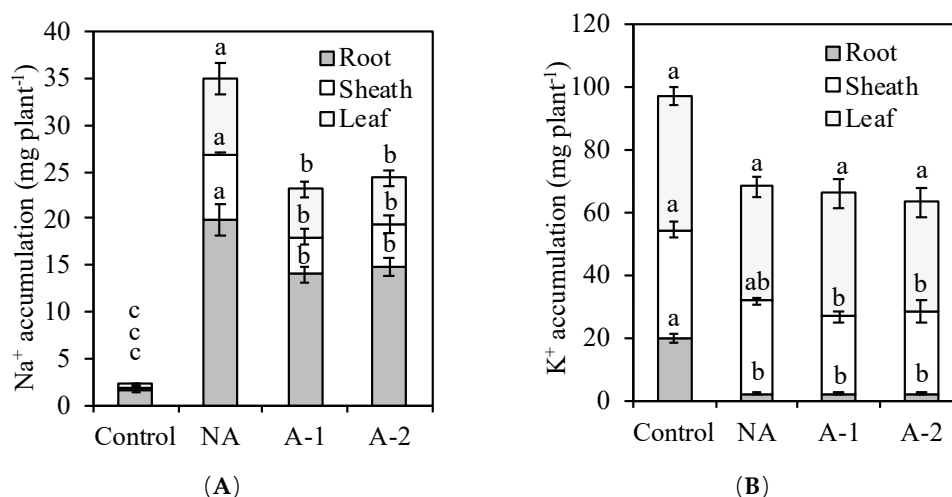 Na+ accumulation (mg plant-1)
40
35
30
25
20
15
10
5
0
Root
Sheath
Leaf
a
a
a
b
b
b
b
b
b
c
c
c
Control NA A-1 A-2
(A)
K+ accumulation (mg plant-1)
120
100
80
60
40
20
0
Root
Sheath
Leaf
a
a
a
a
a
a
ab
b
b
b
b
b
Control NA A-1 A-2
(B)